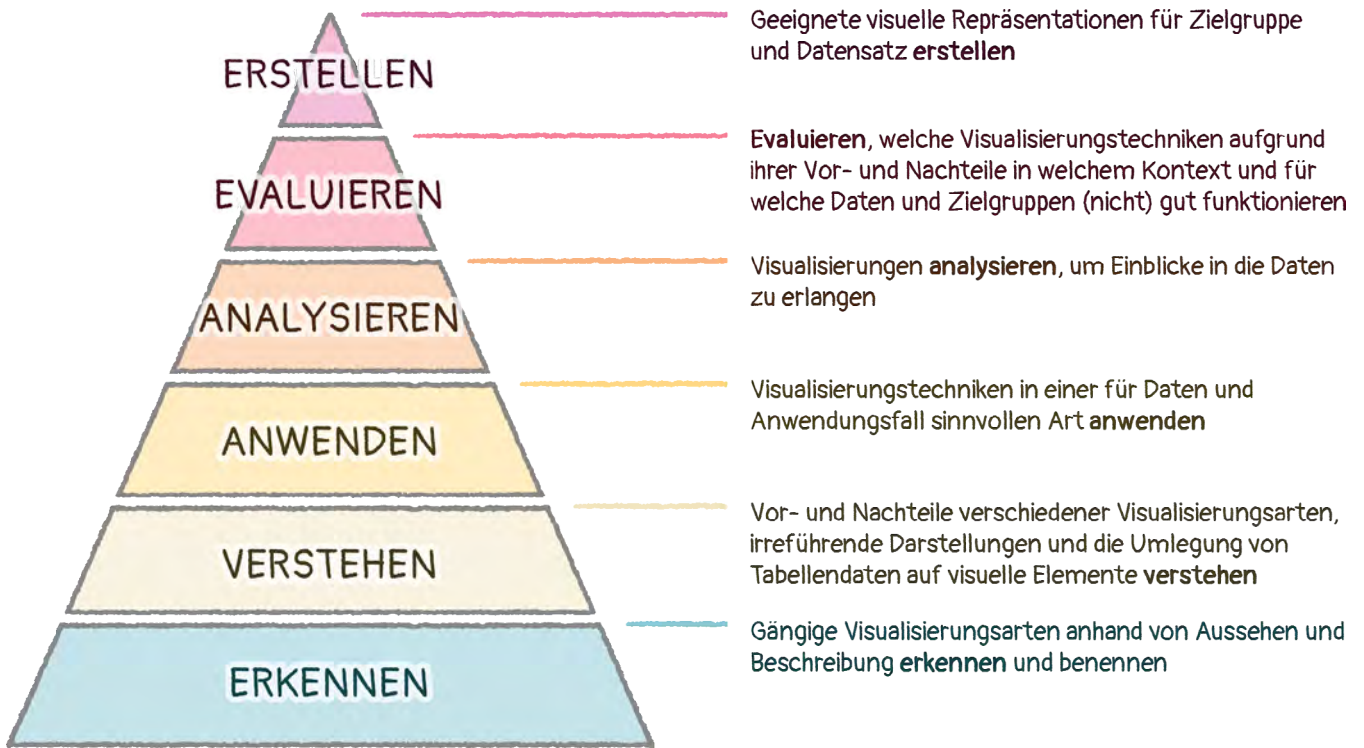 ERSTELLEN
Geeignete visuelle Repräsentationen für Zielgruppe
und Datensatz erstellen
EVALUIEREN
Evaluieren, welche Visualisierungstechniken aufgrund
ihrer Vor- und Nachteile in welchem Kontext und für
welche Daten und Zielgruppen (nicht) gut funktionieren
ANALYSIEREN
Visualisierungen analysieren, um Einblicke in die Daten
zu erlangen
ANWENDEN
Visualisierungstechniken in einer für Daten und
Anwendungsfall sinnvollen Art anwenden
VERSTEHEN
Vor- und Nachteile verschiedener Visualisierungsarten,
irreführende Darstellungen und die Umlegung von
Tabellendaten auf visuelle Elemente verstehen
ERKENNEN
Gängige Visualisierungsarten anhand von Aussehen und
Beschreibung erkennen und benennen